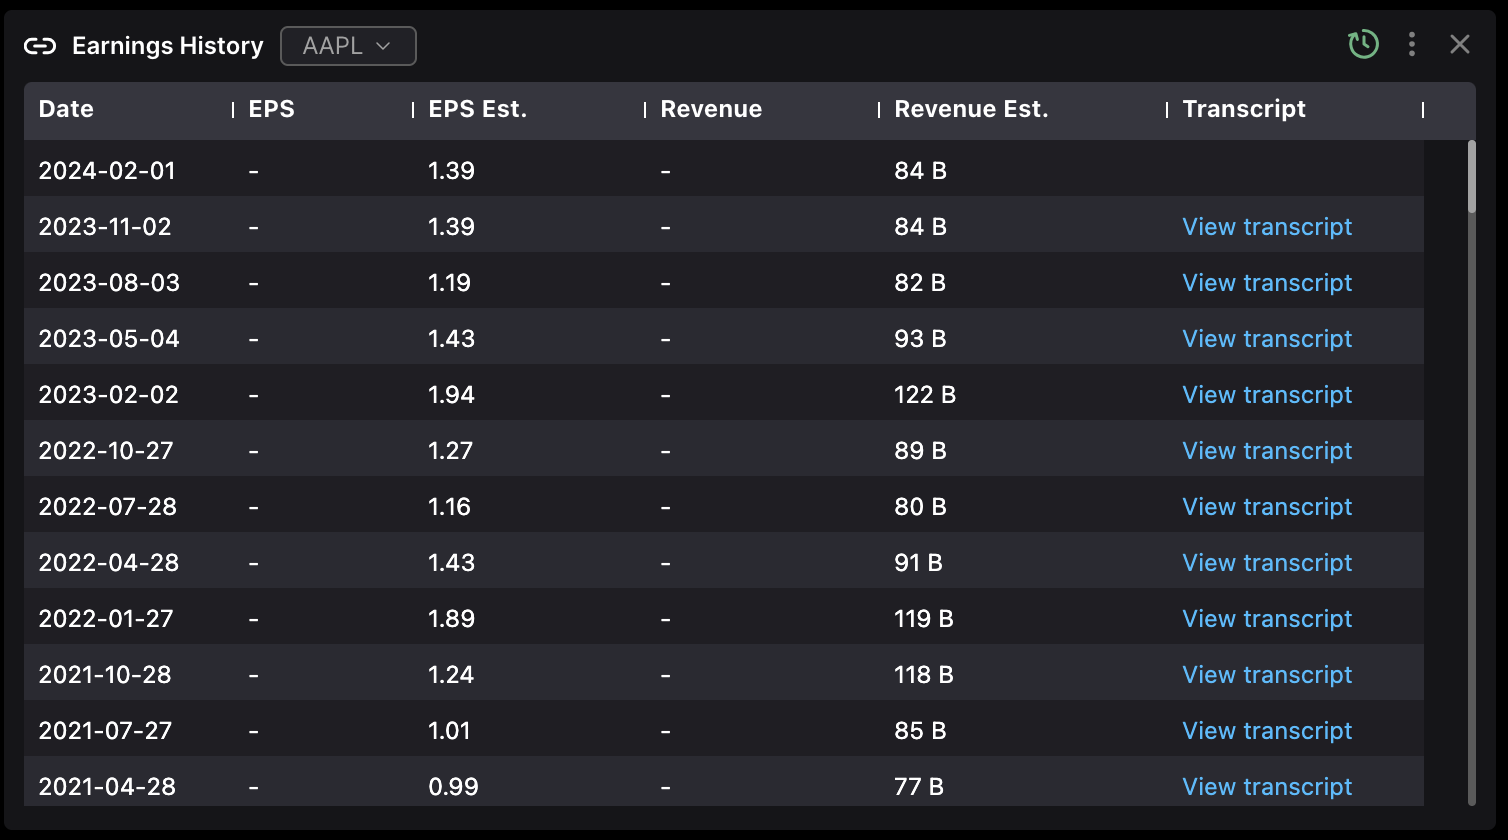 Earnings History AAPL
Date EPS EPS Est. Revenue Revenue Est. Transcript
2024-02-01 - 1.39 - 84 B
2023-11-02 - 1.39 - 84 B View transcript
2023-08-03 - 1.19 - 82 B View transcript
2023-05-04 - 1.43 - 93 B View transcript
2023-02-02 - 1.94 - 122 B View transcript
2022-10-27 - 1.27 - 89 B View transcript
2022-07-28 - 1.16 - 80 B View transcript
2022-04-28 - 1.43 - 91 B View transcript
2022-01-27 - 1.89 - 119 B View transcript
2021-10-28 - 1.24 - 118 B View transcript
2021-07-27 - 1.01 - 85 B View transcript
2021-04-28 - 0.99 - 77 B View transcript